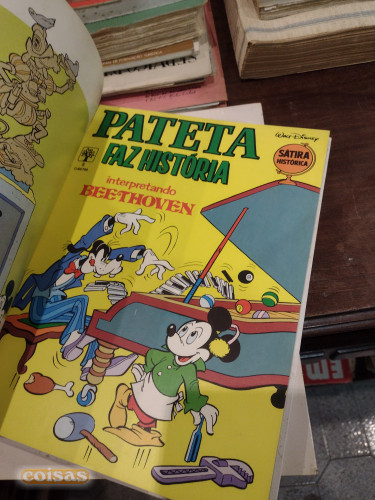 PATETA
FAZ HISTÓRIA
interpretando
BEETHOVEN
WALT DISNEY
SÁTIRA
HISTÓRICA
coisas